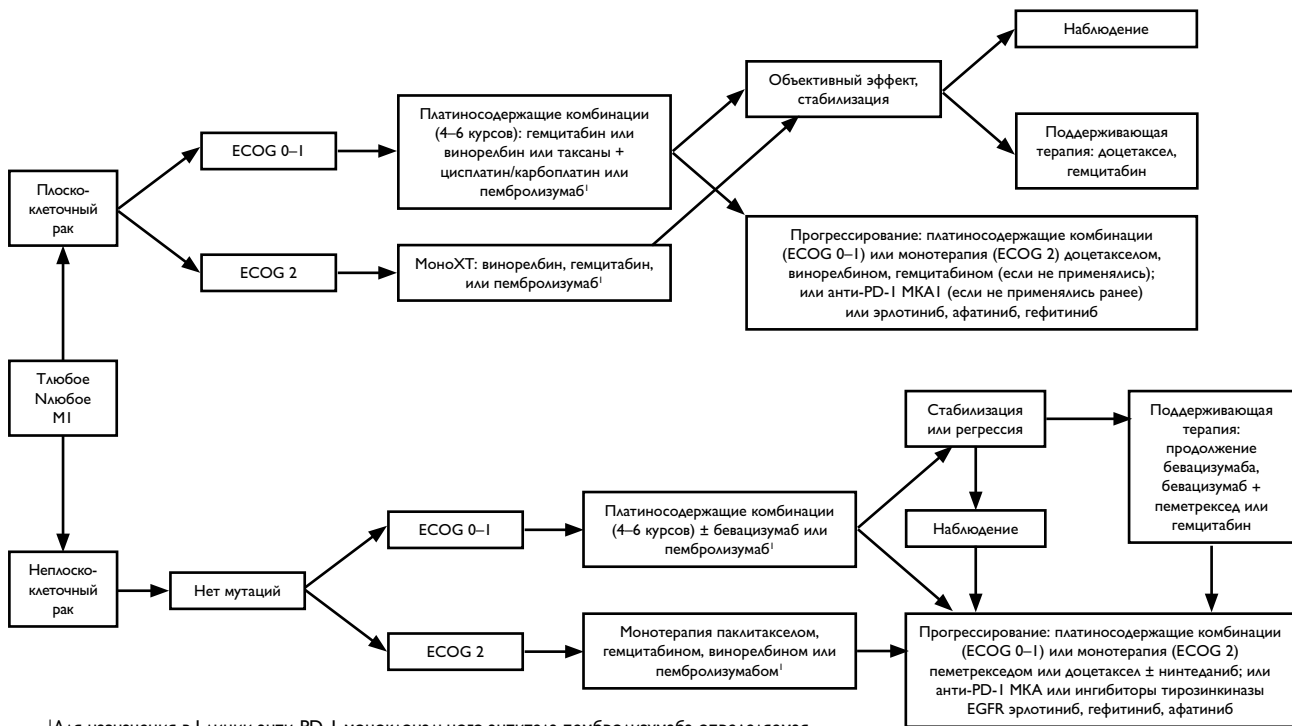 Наблюдение
Объективный эффект,
стабилизация
Платиносодержащие комбинации
(4–6 курсов): гемцитабин или
винорелбин или таксаны +
цисплатин/карбоплатин или
пембролизумаб¹
ECOG 0–1
Поддерживающая
терапия: доцетаксел,
гемцитабин
Плоско-
клеточный
рак
ECOG 2
МоноХТ: винорелбин, гемцитабин,
или пембролизумаб¹
Прогрессирование: платиносодержащие комбинации
(ECOG 0–1) или монотерапия (ECOG 2) доцетакселом,
винорелбином, гемцитабином (если не применялись);
или анти-PD-1 МКА1 (если не применялись ранее)
или эрлотиниб, афатиниб, гефитиниб
Tлюбое
Nлюбое
M1
Стабилизация
или регрессия
Поддерживающая
терапия:
продолжение
бевацизумаба,
бевацизумаб +
пеметрексед или
гемцитабин
ECOG 0–1
Платиносодержащие комбинации
(4–6 курсов) ± бевацизумаб или
пембролизумаб¹
Наблюдение
Неплоско-
клеточный
рак
Нет мутаций
ECOG 2
Монотерапия паклитакселом,
гемцитабином, винорелбином или
пембролизумабом¹
Прогрессирование: платиносодержащие комбинации
(ECOG 0–1) или монотерапия (ECOG 2)
пеметрекседом или доцетаксел ± нинтеданиб; или
анти-PD-1 МКА или ингибиторы тирозинкиназы
EGFR эрлотиниб, гефитиниб, афатиниб